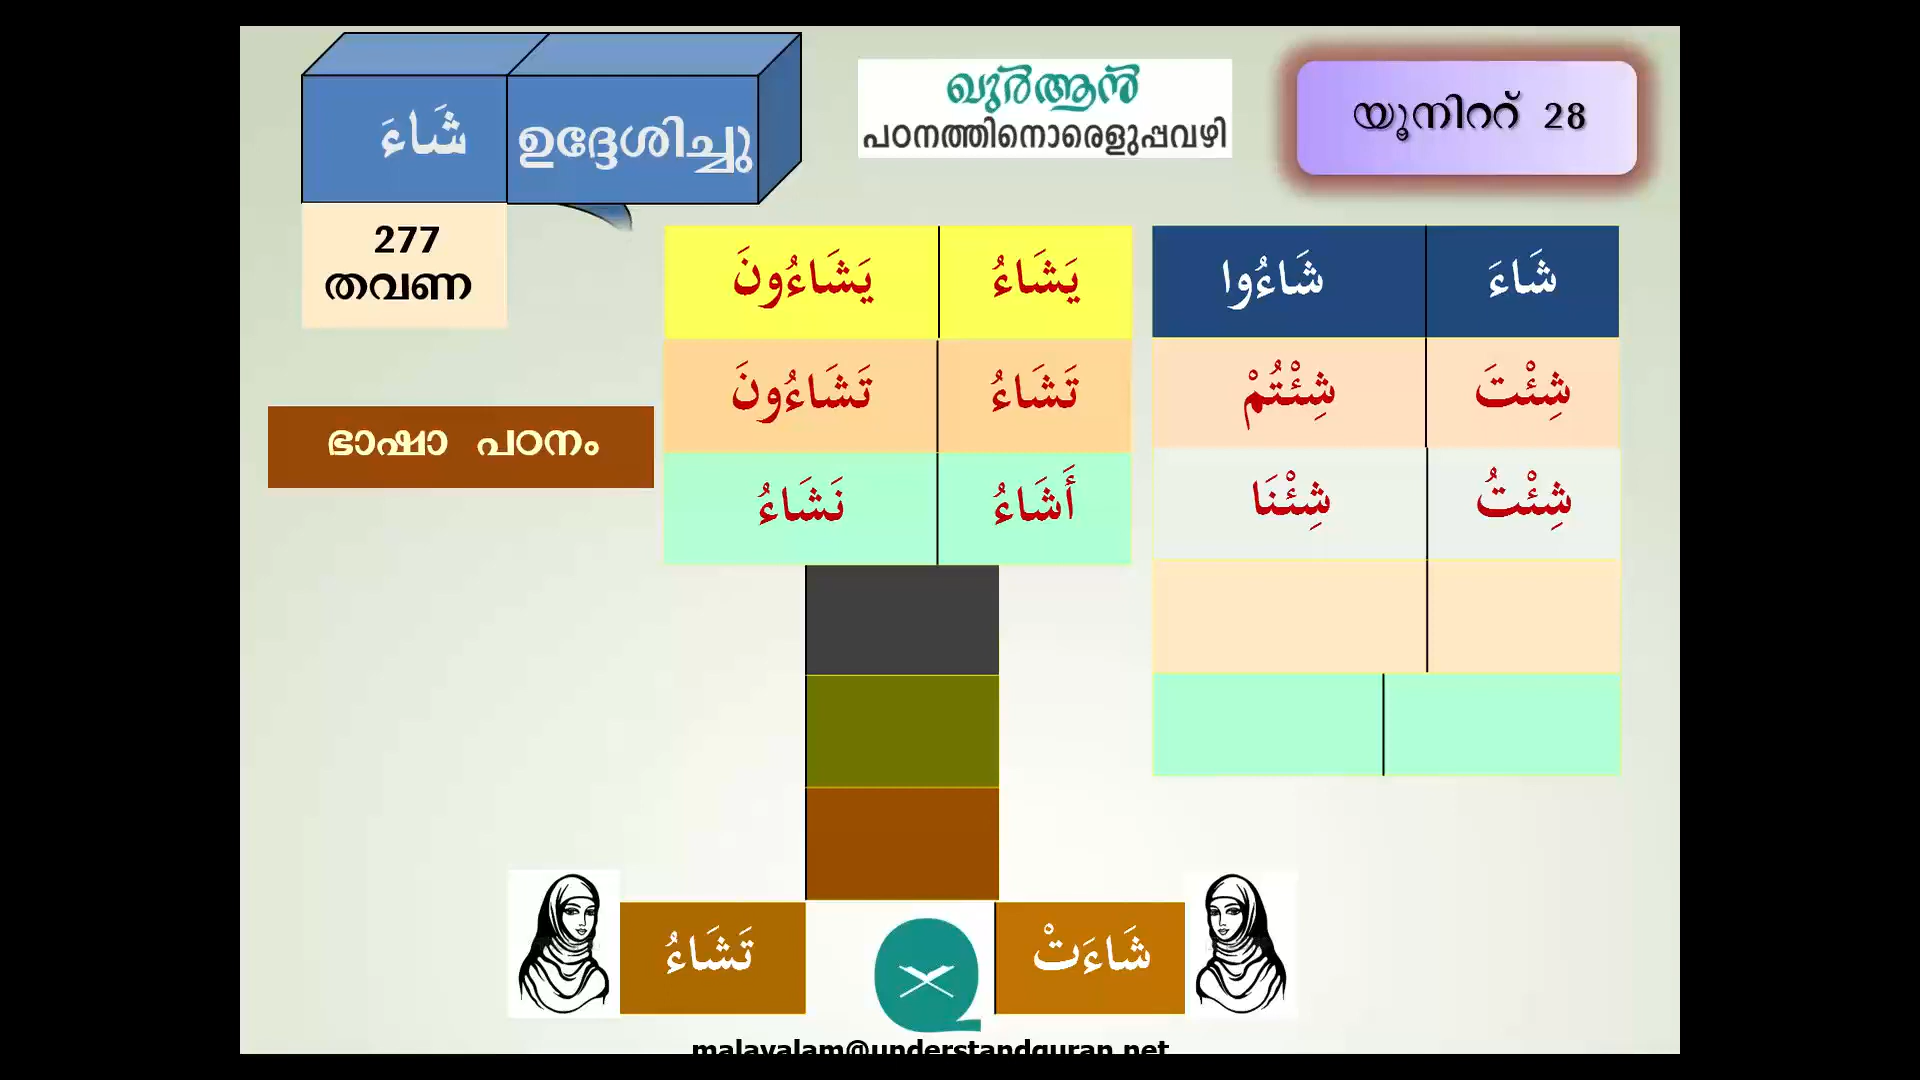 شَاءَ ഉദ്ദേശിച്ചു
ഖുർആൻ
പഠനത്തിനൊരെളുപ്പവഴി
യൂനിററ് 28
277
തവണ
شَاءَ شَاءُوا
شِئْتَ شِئْتُمْ
شِئْتُ شِئْنَا
يَشَاءُ يَشَاءُونَ
تَشَاءُ تَشَاءُونَ
أَشَاءُ نَشَاءُ
ഭാഷാ പഠനം
شَاءَتْ تَشَاءُ
malayalam@understandquran.net